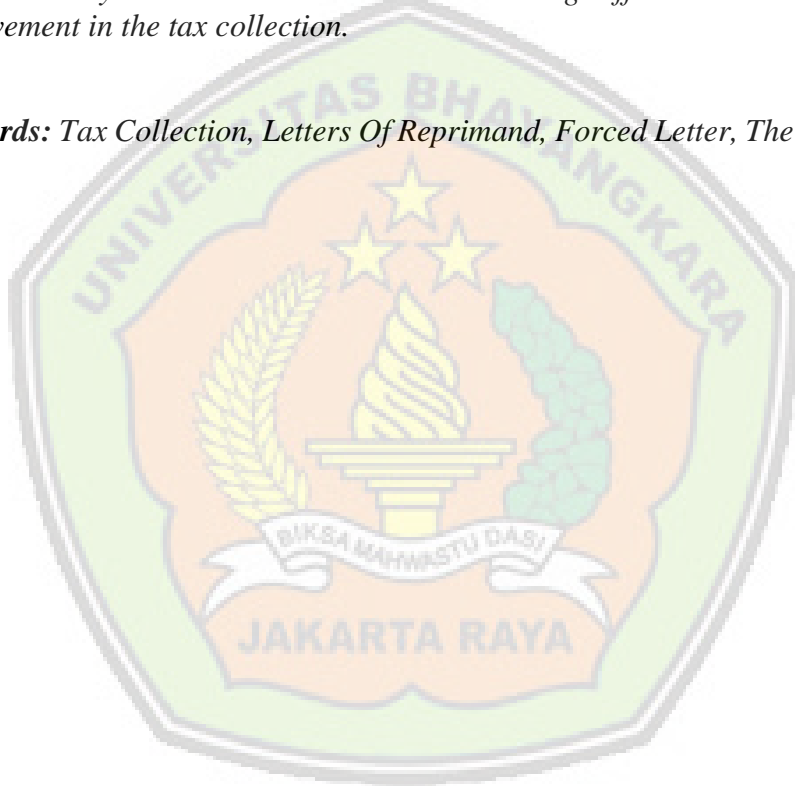 vement in the tax collection.
rds: Tax Collection, Letters Of Reprimand, Forced Letter, The
UNIVERSITAS BHAYANGKARA
BIKSA MAHWASTU DASI
JAKARTA RAYA